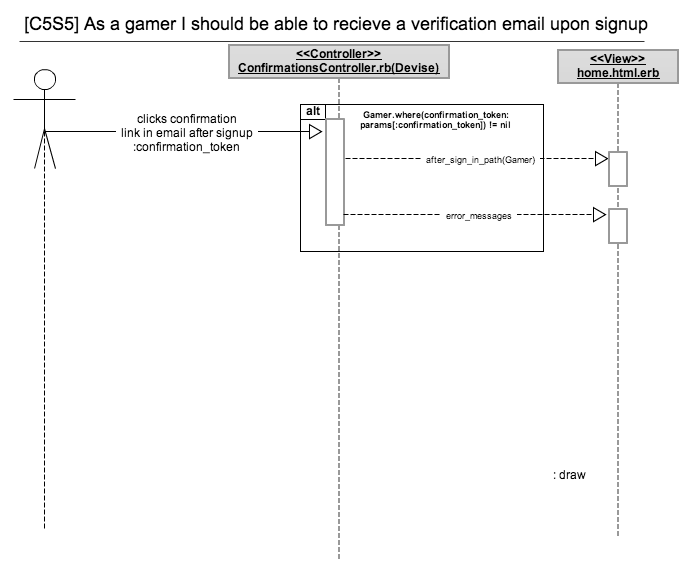 [C5S5] As a gamer I should be able to recieve a verification email upon signup
<<Controller>>
ConfirmationsController.rb(Devise)
<<View>>
home.html.erb
alt
Gamer.where(confirmation_token:
params[:confirmation_token]) != nil
clicks confirmation
link in email after signup
:confirmation_token
after_sign_in_path(Gamer)
error_messages
: draw